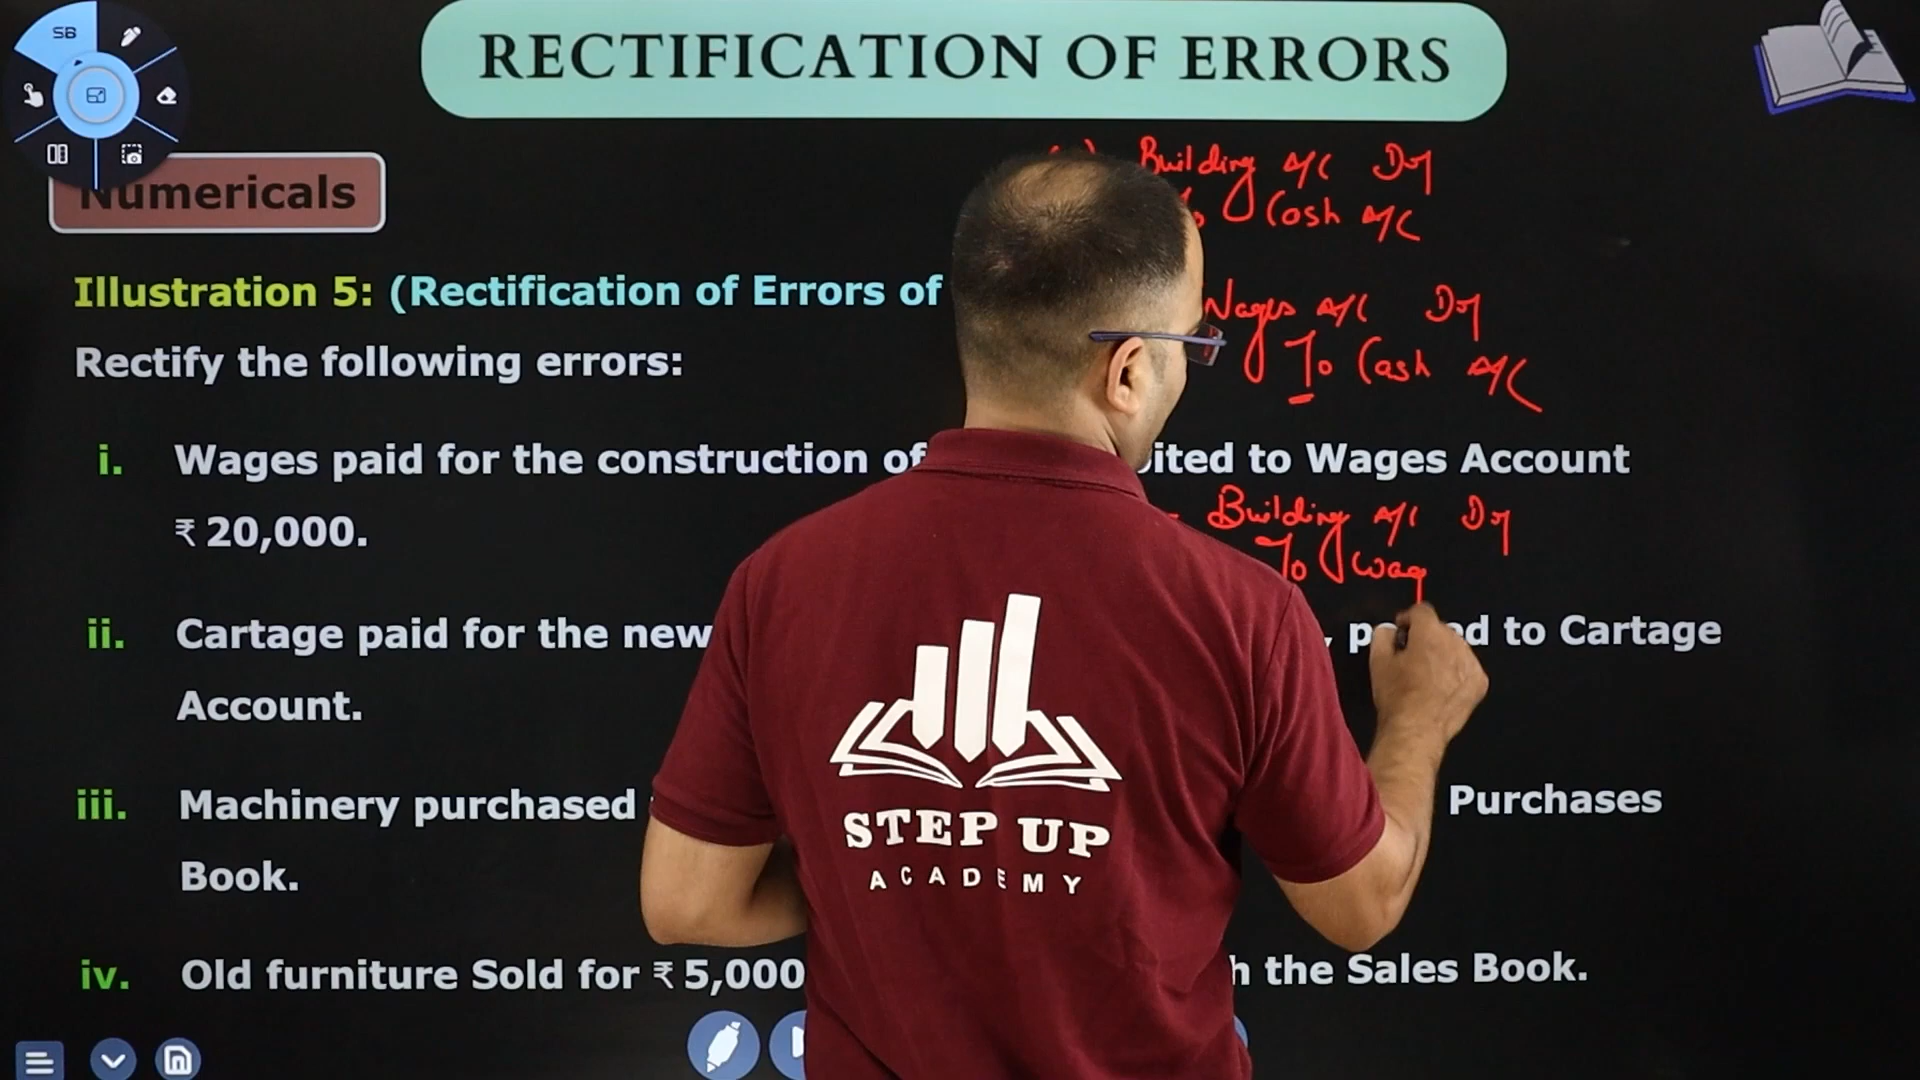 SB
RECTIFICATION OF ERRORS
Building A/c Dr
To Cash A/c
Numericals
Illustration 5: (Rectification of Errors of
Wages A/c Dr
To Cash A/c
Rectify the following errors:
i. Wages paid for the construction of ited to Wages Account
₹ 20,000.
Building A/c Dr
To Wag
ii. Cartage paid for the new to Cartage
Account.
iii. Machinery purchased Purchases
Book.
iv. Old furniture Sold for ₹ 5,000 the Sales Book.
STEP UP
ACADEMY